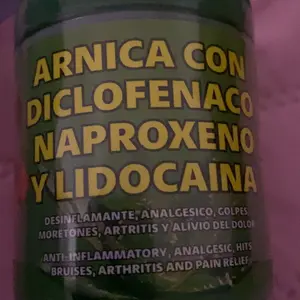 ARNICA CON
DICLOFENACO
NAPROXENO
Y LIDOCAINA
DESINFLAMANTE, ANALGESICO, GOLPES,
MORETONES, ARTRITIS Y ALIVIO DEL DOLOR
ANTI-INFLAMMATORY, ANALGESIC, HITS
BRUISES, ARTHRITIS AND PAIN RELIEF